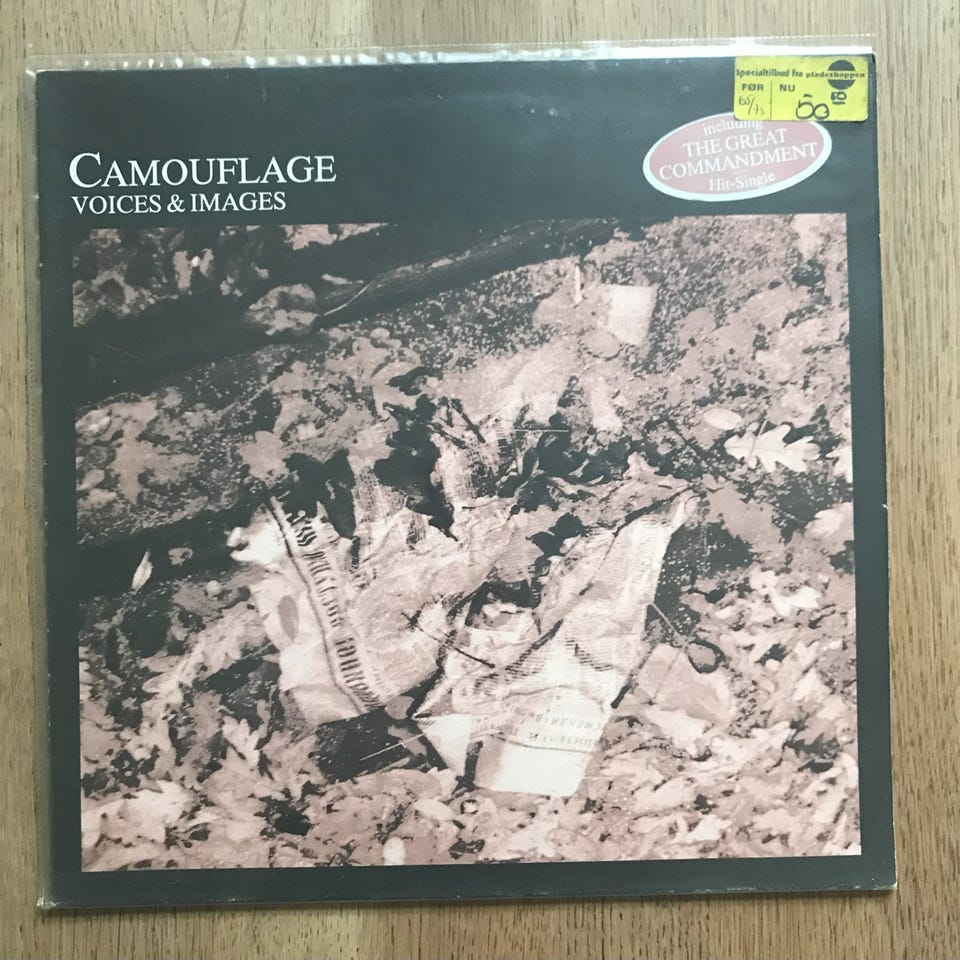 Specialtilbud fra pladeshoppen
FØR
NU
65/75
50
including
THE GREAT
COMMANDMENT
Hit-Single
CAMOUFLAGE
VOICES & IMAGES